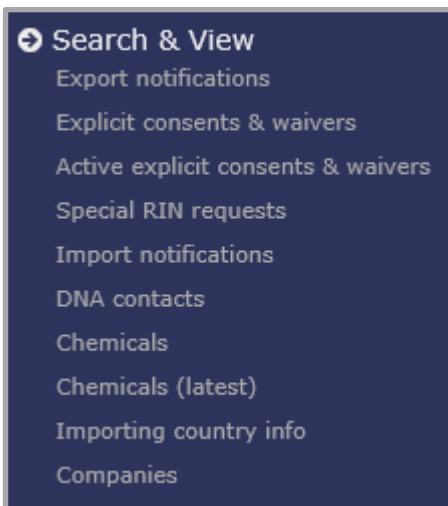 Search & View
Export notifications
Explicit consents & waivers
Active explicit consents & waivers
Special RIN requests
Import notifications
DNA contacts
Chemicals
Chemicals (latest)
Importing country info
Companies